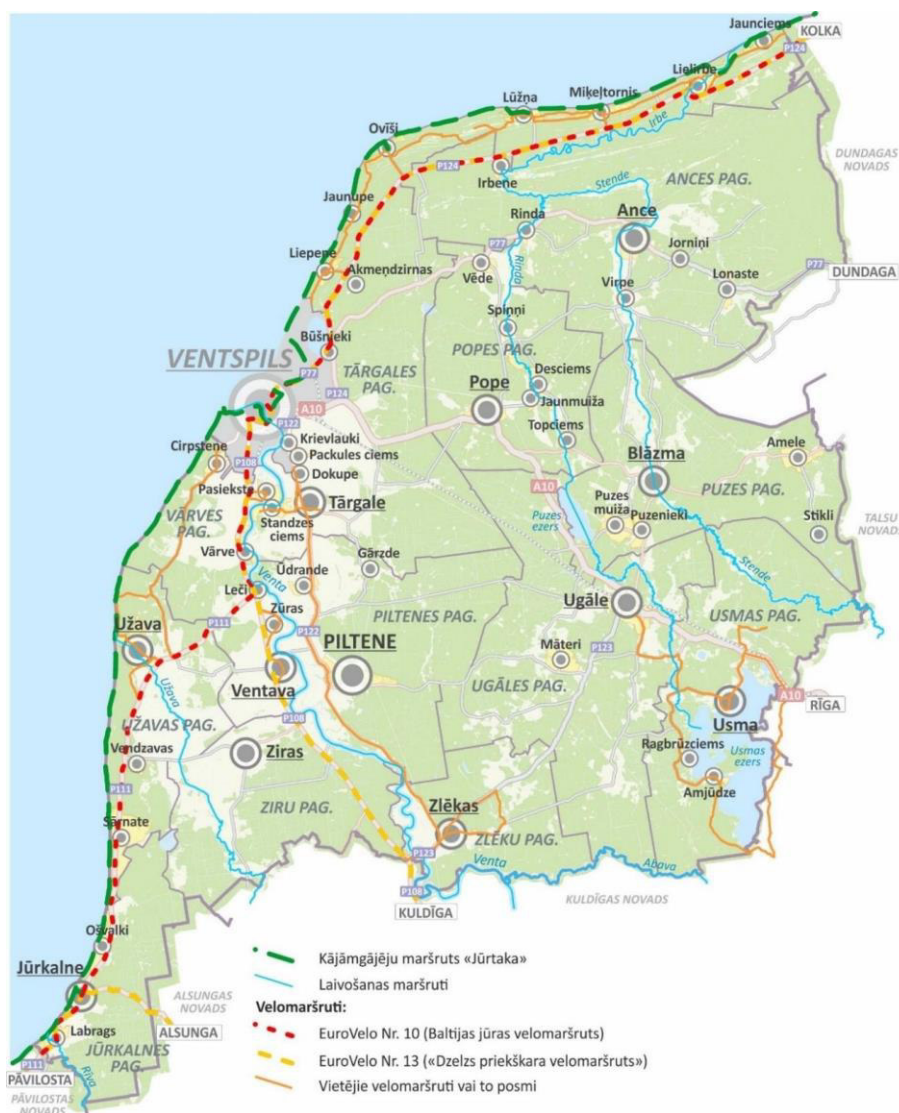 Jaunciems
KOLKA
P124
Lielirbe
Miķeļtornis
Lūžņa
Irbe
Ovīši
P124
DUNDAGAS
NOVADS
Irbene
Stende
ANCES PAG.
Jaunupe
Rinda
Ance
P77
Jorniņi
Liepene
Akmeņdzirnas
Vēde
Rinda
Lonaste
P77
DUNDAGA
Virpe
Spiņņi
Būšnieki
POPES PAG.
VENTSPILS
TĀRGALES
PAG.
P77
Desciems
Pope
Jaunmuiža
P124
A10
P122
Topciems
Krievlauki
Packules ciems
Cirpstene
P108
Dokupe
Blāzma
Amele
A10
Pasiekste
Tārgale
PUZES PAG.
VĀRVES
PAG.
Standzes
ciems
Puzes
muiža
Puzenieki
Puzes
ezers
Stikli
TALSU
NOVADS
Vārve
Gārzde
Venta
Ūdrande
Stende
Leči
Ugāle
USMAS PAG.
PILTENES PAG.
Zūras
P111
P122
Užava
PILTENE
Māteri
P123
Ventava
UGĀLES PAG.
A10
RĪGA
Užava
Usma
P108
UŽAVAS PAG.
Ragbrūzciems
Usmas
ezers
Vendzavas
Ziras
Amjūdze
P111
ZIRU PAG.
Zlēkas
Sārnate
ZLĒKU PAG.
P123
Venta
Abava
P108
KULDĪGA
KULDĪGAS NOVADS
Ošvalki
Jūrkalne
ALSUNGAS
NOVADS
ALSUNGA
Labrags
JŪRKALNES
PAG.
P111
PĀVILOSTA
Rīva
PĀVILOSTAS
NOVADS
Kājāmgājēju maršruts «Jūrtaka»
Laivošanas maršruti
Velomaršruti:
EuroVelo Nr. 10 (Baltijas jūras velomaršruts)
EuroVelo Nr. 13 («Dzelzs priekškara velomaršruts»)
Vietējie velomaršruti vai to posmi